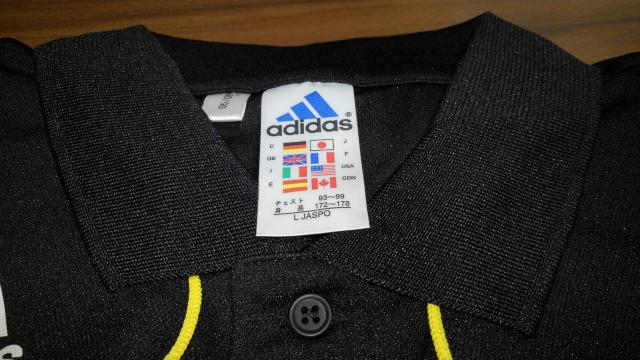 adidas®
D J
GB F
I USA
E CDN
チェスト 93～99
身長 172～178
L JASPO